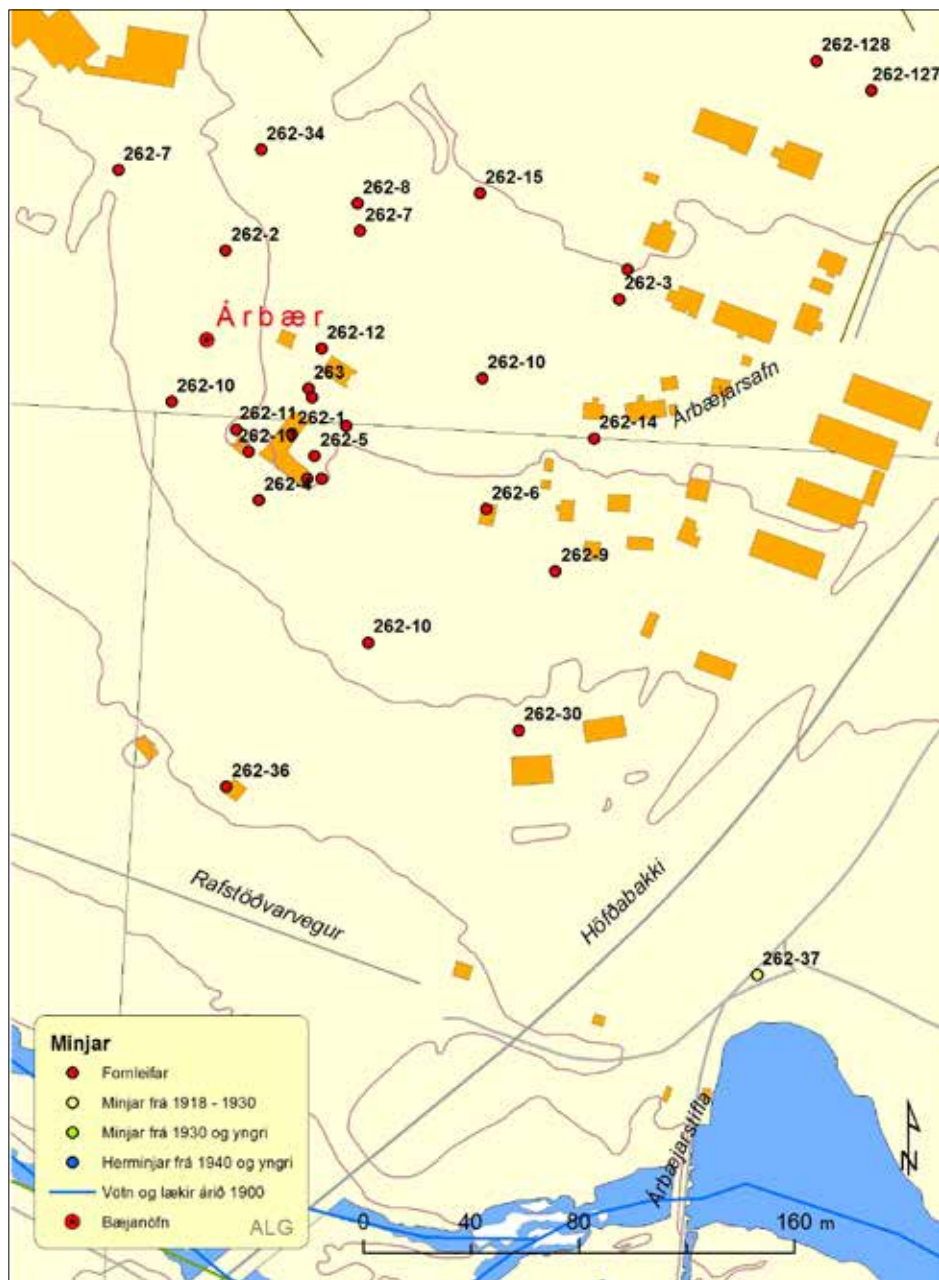 262-128
262-127
262-34
262-7
262-15
262-8
262-7
262-2
262-3
Árbær
262-12
263
262-10
262-10
Árbæjarsafn
262-11
262-1
262-14
262-5
262-4
262-6
262-9
262-10
262-30
262-36
Rafstöðvarvegur
Höfðabakki
262-37
Minjar
Fornleifar
Minjar frá 1918 - 1930
Minjar frá 1930 og yngri
Herminjar frá 1940 og yngri
Vötn og lækir árið 1900
Bæjanöfn
ALG
Árbæjarstífla
0 40 80 160 m
N